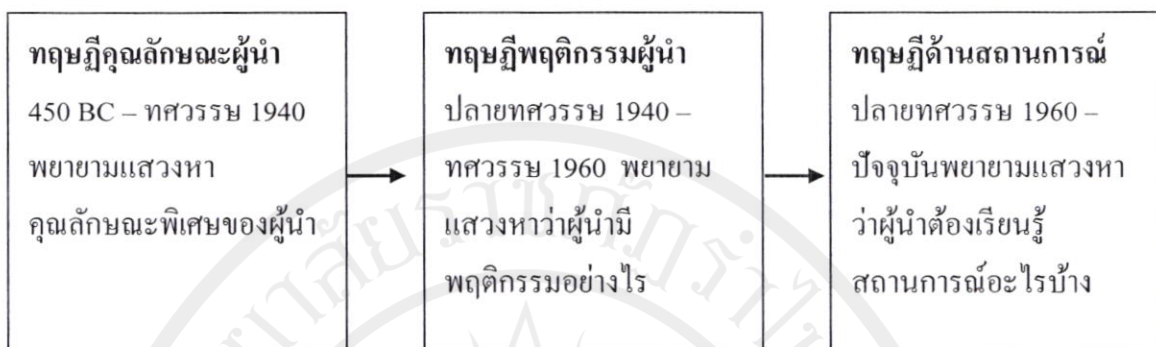 ทฤษฎีคุณลักษณะผู้นำ
450 BC – ทศวรรษ 1940
พยายามแสวงหา
คุณลักษณะพิเศษของผู้นำ
ทฤษฎีพฤติกรรมผู้นำ
ปลายทศวรรษ 1940 –
ทศวรรษ 1960 พยายาม
แสวงหาว่าผู้นำมี
พฤติกรรมอย่างไร
ทฤษฎีด้านสถานการณ์
ปลายทศวรรษ 1960 –
ปัจจุบันพยายามแสวงหา
ว่าผู้นำต้องเรียนรู้
สถานการณ์อะไรบ้าง